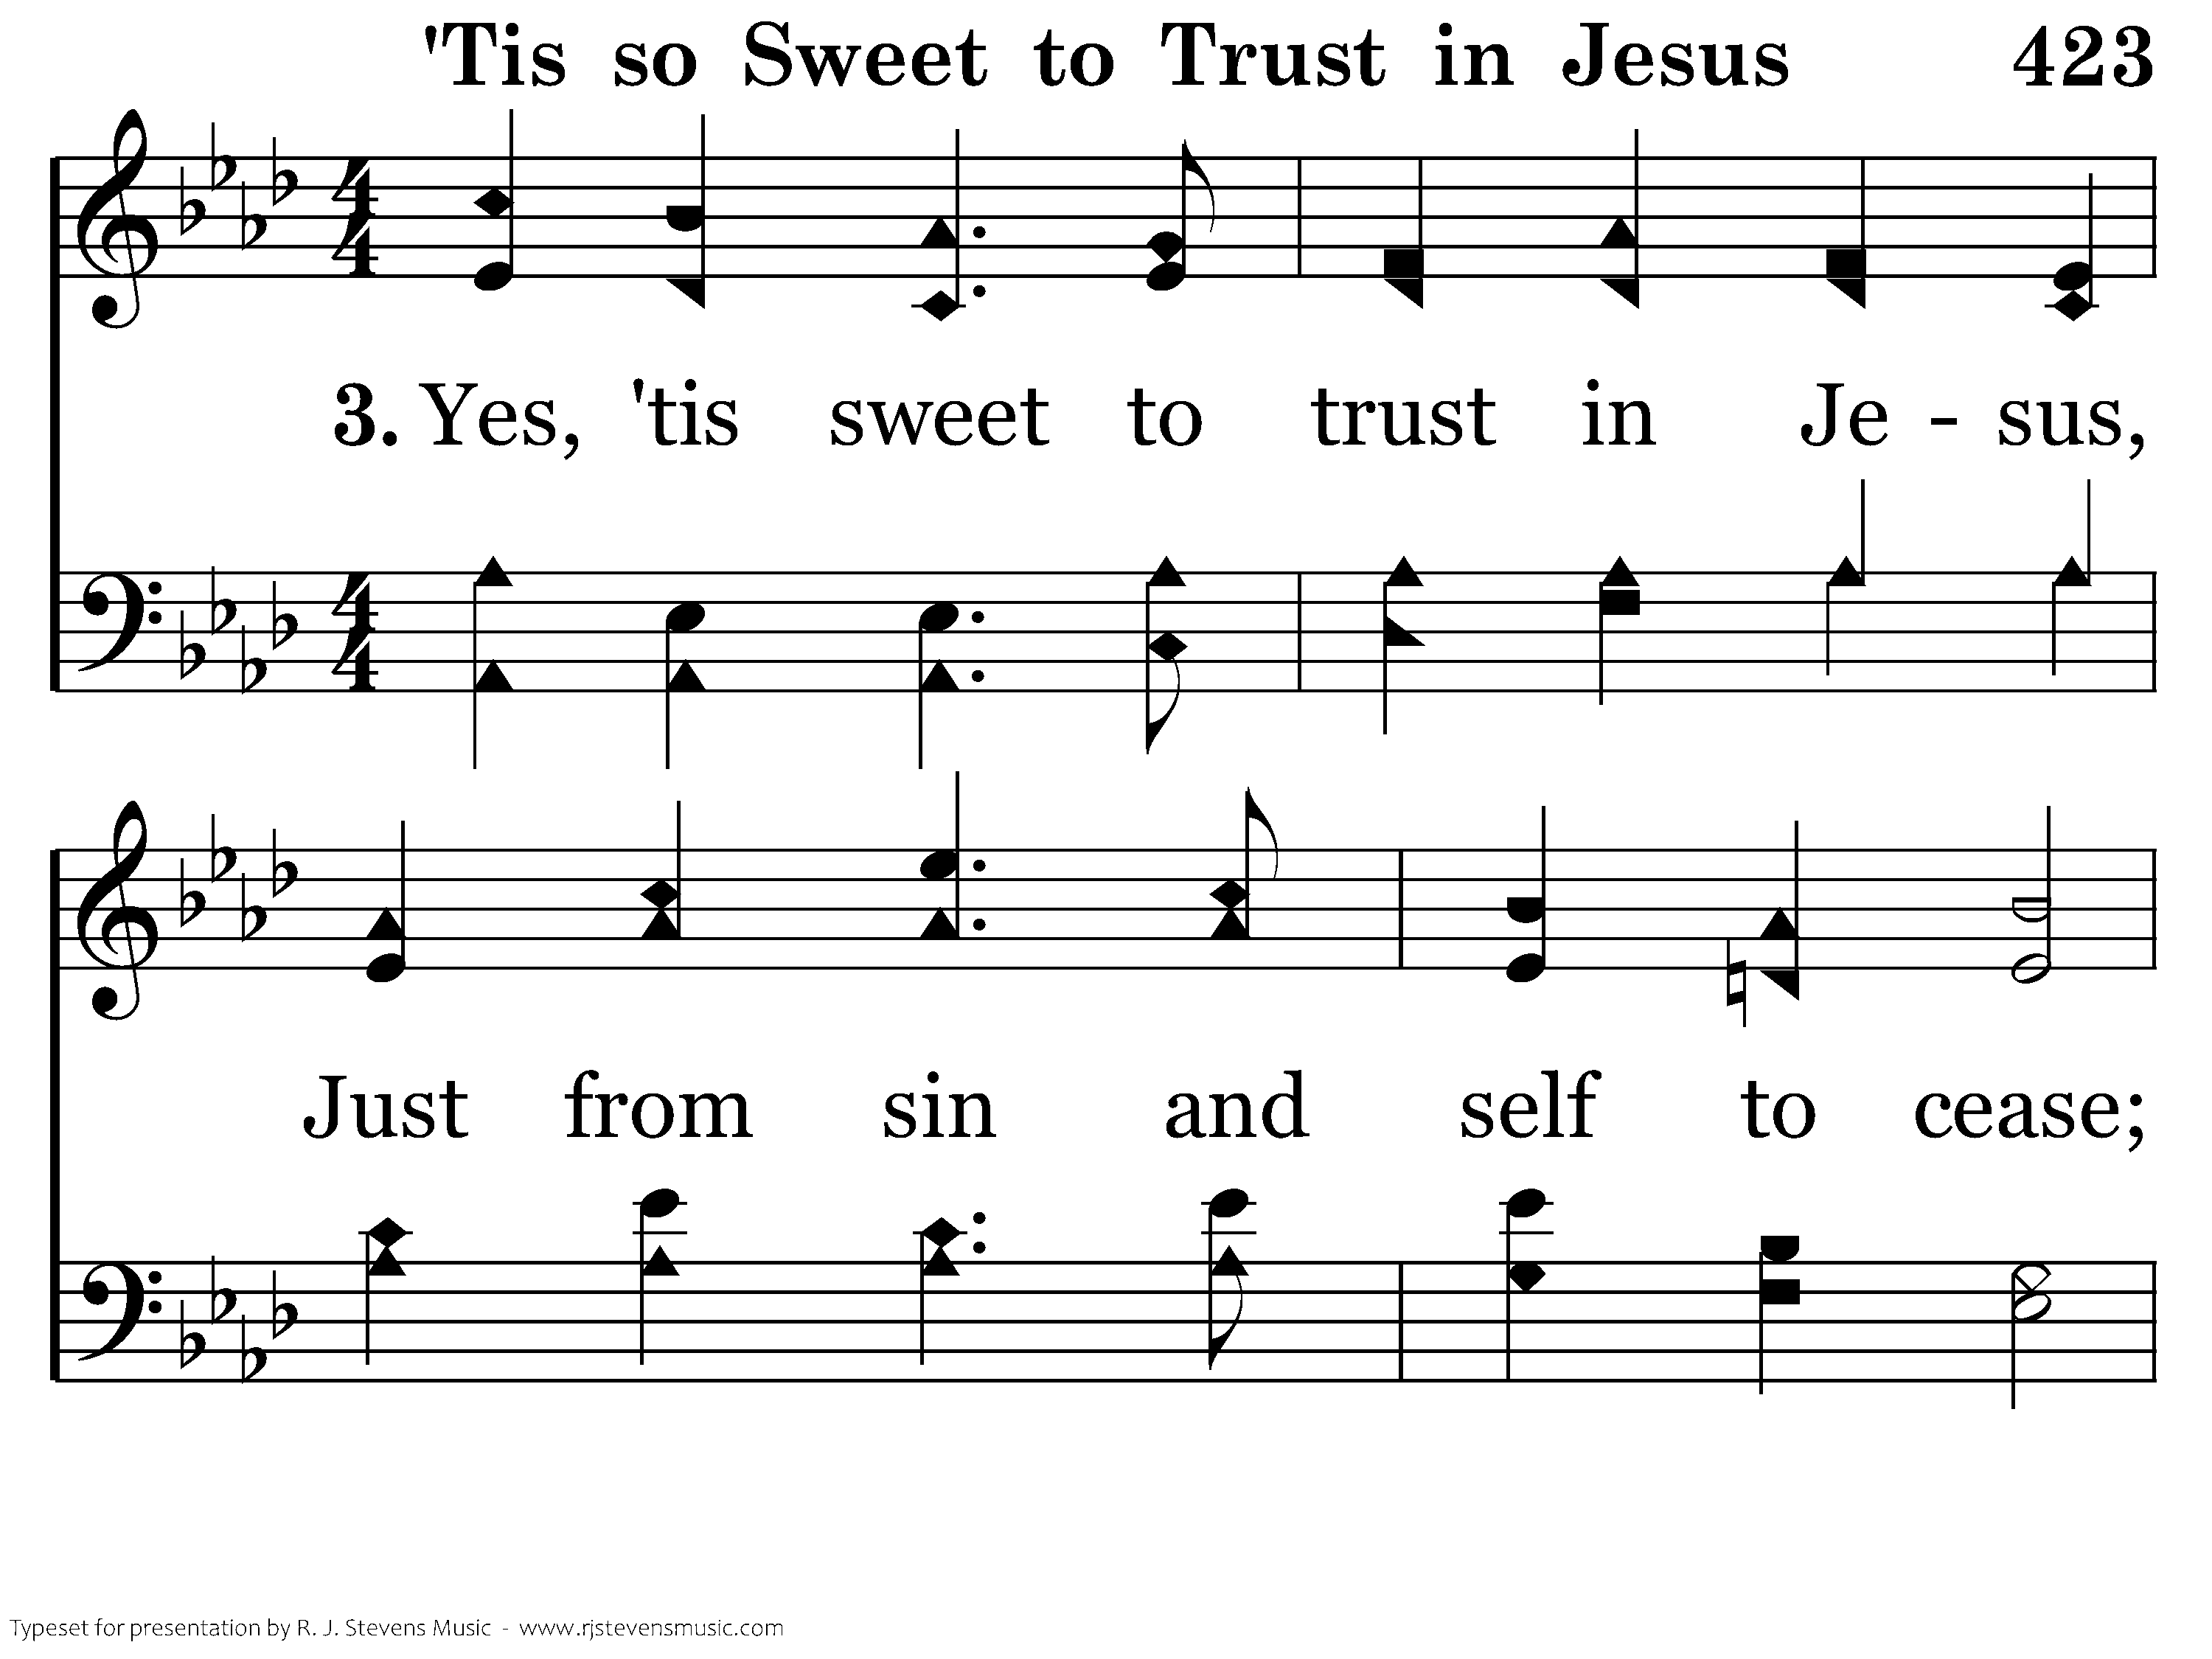 'Tis so Sweet to Trust in Jesus 423
3. Yes, 'tis sweet to trust in Je - sus,
Just from sin and self to cease;
Typeset for presentation by R. J. Stevens Music - www.rjstevensmusic.com